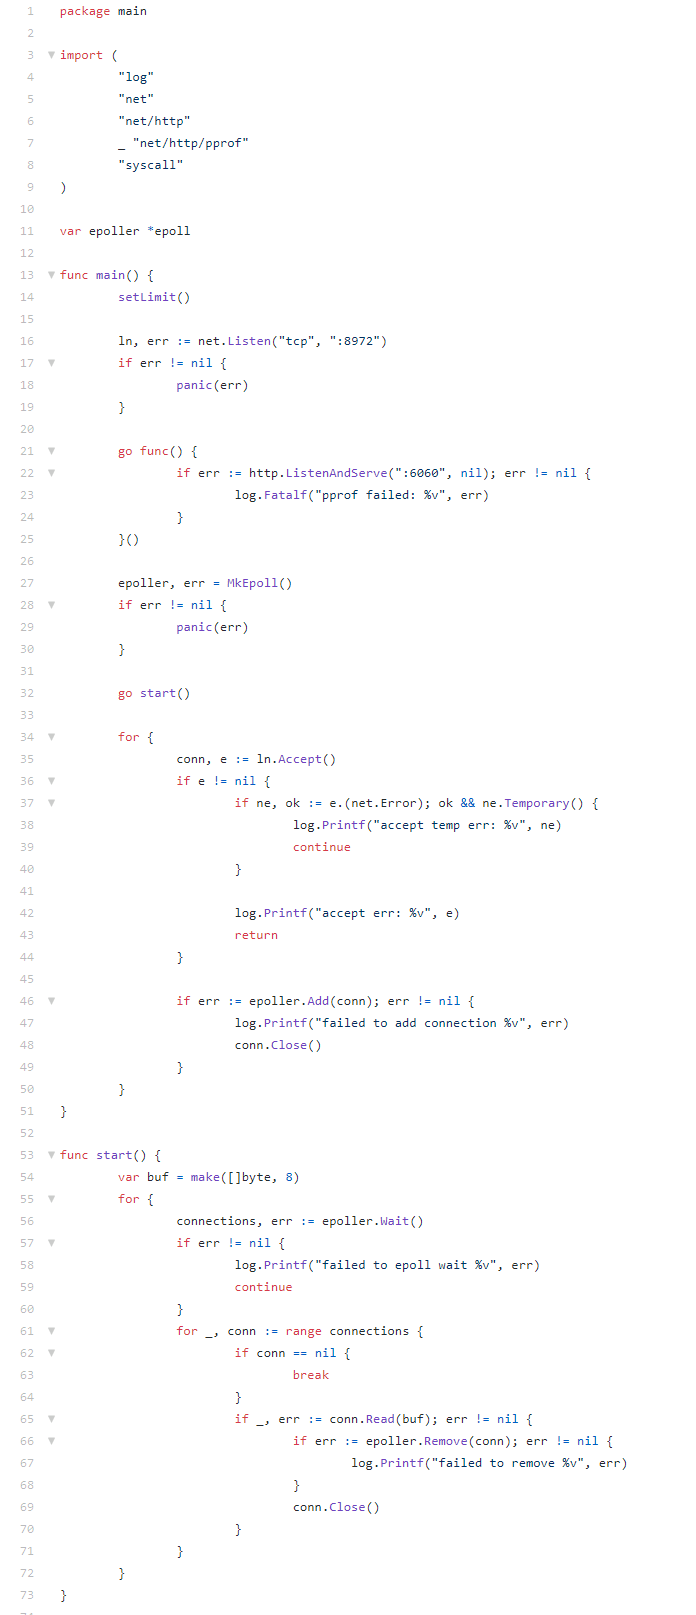 1 package main
2
3 ▼ import (
4 "log"
5 "net"
6 "net/http"
7 _ "net/http/pprof"
8 "syscall"
9 )
10
11 var epoller *epoll
12
13 ▼ func main() {
14 setLimit()
15
16 ln, err := net.Listen("tcp", ":8972")
17 ▼ if err != nil {
18 panic(err)
19 }
20
21 ▼ go func() {
22 ▼ if err := http.ListenAndServe(":6060", nil); err != nil {
23 log.Fatalf("pprof failed: %v", err)
24 }
25 }()
26
27 epoller, err = MkEpoll()
28 ▼ if err != nil {
29 panic(err)
30 }
31
32 go start()
33
34 ▼ for {
35 conn, e := ln.Accept()
36 ▼ if e != nil {
37 ▼ if ne, ok := e.(net.Error); ok && ne.Temporary() {
38 log.Printf("accept temp err: %v", ne)
39 continue
40 }
41
42 log.Printf("accept err: %v", e)
43 return
44 }
45
46 ▼ if err := epoller.Add(conn); err != nil {
47 log.Printf("failed to add connection %v", err)
48 conn.Close()
49 }
50 }
51 }
52
53 ▼ func start() {
54 var buf = make([]byte, 8)
55 ▼ for {
56 connections, err := epoller.Wait()
57 ▼ if err != nil {
58 log.Printf("failed to epoll wait %v", err)
59 continue
60 }
61 ▼ for _, conn := range connections {
62 ▼ if conn == nil {
63 break
64 }
65 ▼ if _, err := conn.Read(buf); err != nil {
66 ▼ if err := epoller.Remove(conn); err != nil {
67 log.Printf("failed to remove %v", err)
68 }
69 conn.Close()
70 }
71 }
72 }
73 }